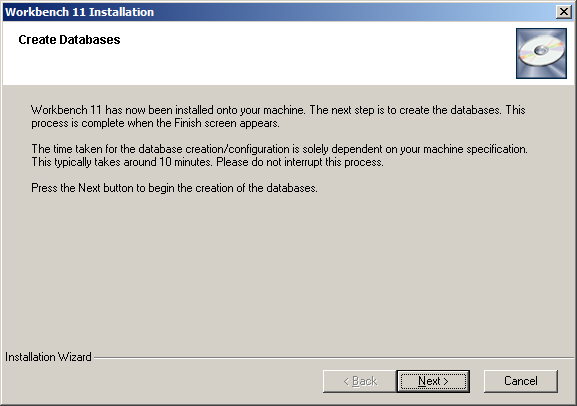 Workbench 11 Installation
Create Databases
Workbench 11 has now been installed onto your machine. The next step is to create the databases. This
process is complete when the Finish screen appears.
The time taken for the database creation/configuration is solely dependent on your machine specification.
This typically takes around 10 minutes. Please do not interrupt this process.
Press the Next button to begin the creation of the databases.
Installation Wizard
< Back
Next >
Cancel